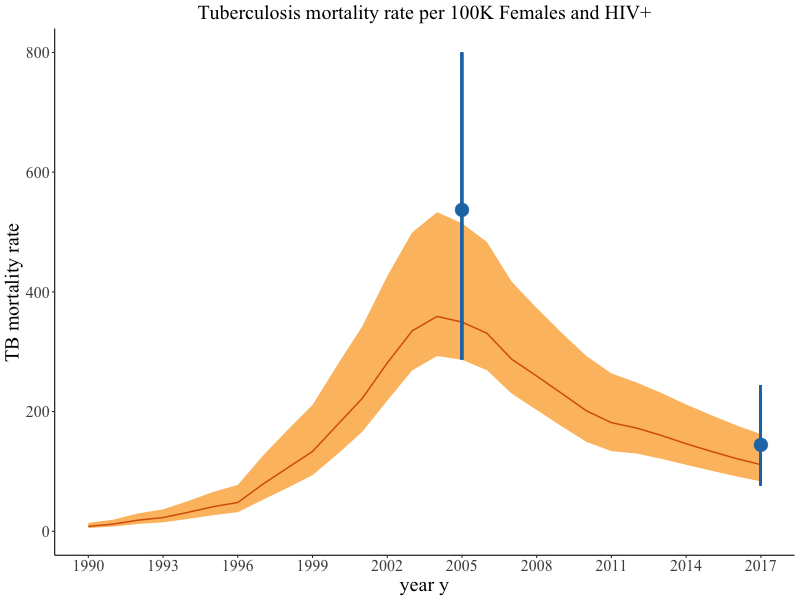 Tuberculosis mortality rate per 100K Females and HIV+
TB mortality rate
800
600
400
200
0
1990 1993 1996 1999 2002 2005 2008 2011 2014 2017
year y